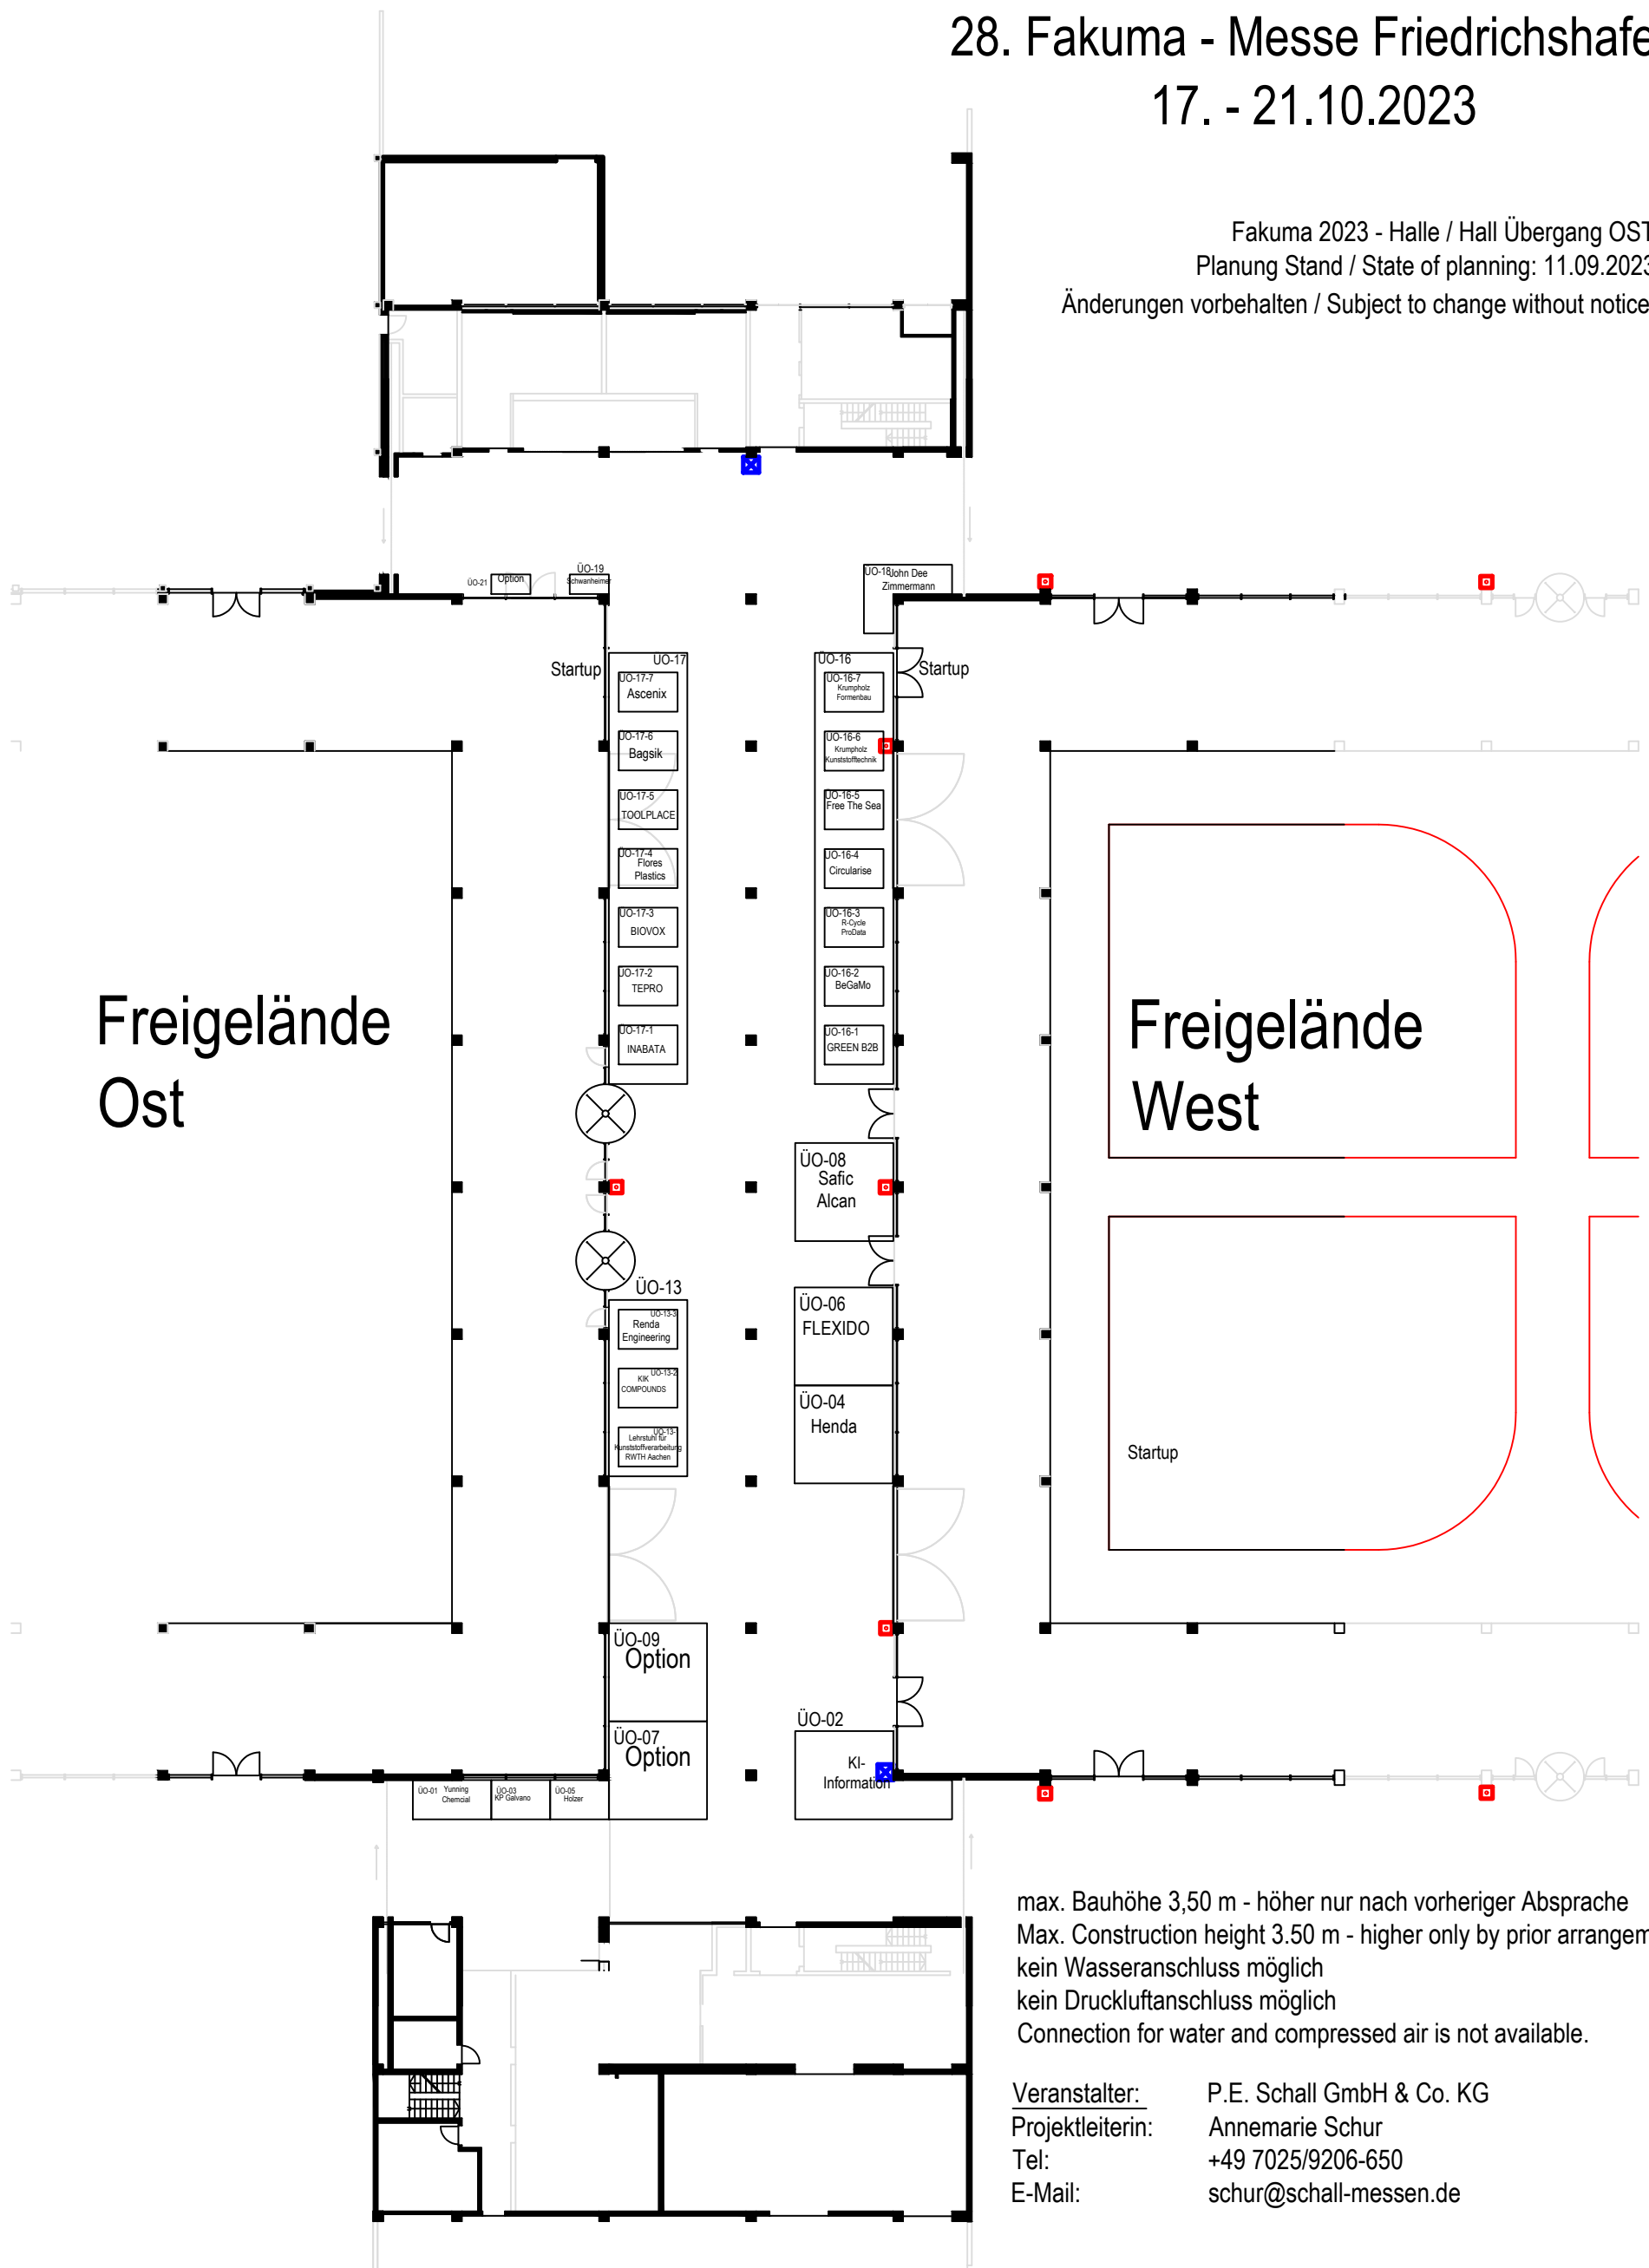 28. Fakuma - Messe Friedrichshafe
17. - 21.10.2023
Fakuma 2023 - Halle / Hall Übergang OST
Planung Stand / State of planning: 11.09.2023
Änderungen vorbehalten / Subject to change without notice
ÜO-21
Option
ÜO-19
Schwanheimer
ÜO-18
John Dee
Zimmermann
Startup
ÜO-17
ÜO-17-7
Ascenix
ÜO-17-6
Bagsik
ÜO-17-5
TOOLPLACE
ÜO-17-4
Flores
Plastics
ÜO-17-3
BIOVOX
ÜO-17-2
TEPRO
ÜO-17-1
INABATA
ÜO-16
Startup
ÜO-16-7
Krumpholz
Formenbau
ÜO-16-6
Krumpholz
Kunststofftechnik
ÜO-16-5
Free The Sea
ÜO-16-4
Circularise
ÜO-16-3
R-Cycle
ProData
ÜO-16-2
BeGaMo
ÜO-16-1
GREEN B2B
Freigelände
Ost
Freigelände
West
ÜO-08
Safic
Alcan
ÜO-13
ÜO-13-3
Renda
Engineering
ÜO-13-2
KIK
COMPOUNDS
ÜO-13-
Lehrstuhl für
Kunststoffverarbeitung
RWTH Aachen
ÜO-06
FLEXIDO
ÜO-04
Henda
Startup
ÜO-09
Option
ÜO-07
Option
ÜO-02
KI-
Information
ÜO-01
Yunning
Chemcial
ÜO-03
KP Galvano
ÜO-05
Holzer
max. Bauhöhe 3,50 m - höher nur nach vorheriger Absprache
Max. Construction height 3.50 m - higher only by prior arrangem
kein Wasseranschluss möglich
kein Druckluftanschluss möglich
Connection for water and compressed air is not available.
Veranstalter: P.E. Schall GmbH & Co. KG
Projektleiterin: Annemarie Schur
Tel: +49 7025/9206-650
E-Mail: schur@schall-messen.de